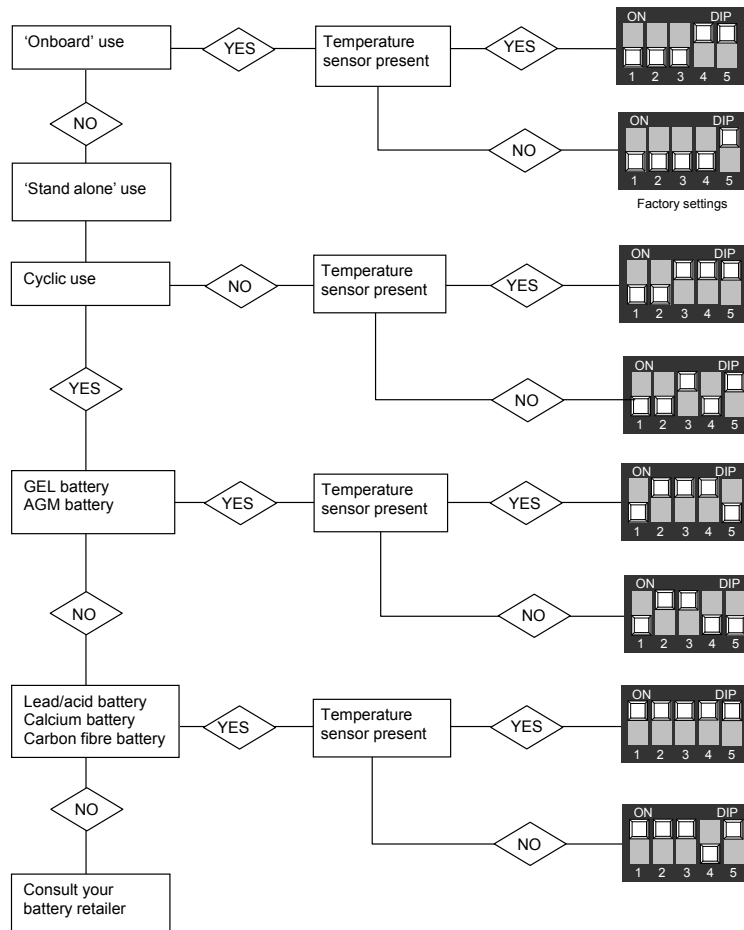 ‘Onboard’ use
YES
Temperature
sensor present
YES
ON DIP
1 2 3 4 5
NO
NO
ON DIP
1 2 3 4 5
Factory settings
‘Stand alone’ use
Cyclic use
NO
Temperature
sensor present
YES
ON DIP
1 2 3 4 5
YES
NO
ON DIP
1 2 3 4 5
GEL battery
AGM battery
YES
Temperature
sensor present
YES
ON DIP
1 2 3 4 5
NO
NO
ON DIP
1 2 3 4 5
Lead/acid battery
Calcium battery
Carbon fibre battery
YES
Temperature
sensor present
YES
ON DIP
1 2 3 4 5
NO
NO
ON DIP
1 2 3 4 5
Consult your
battery retailer